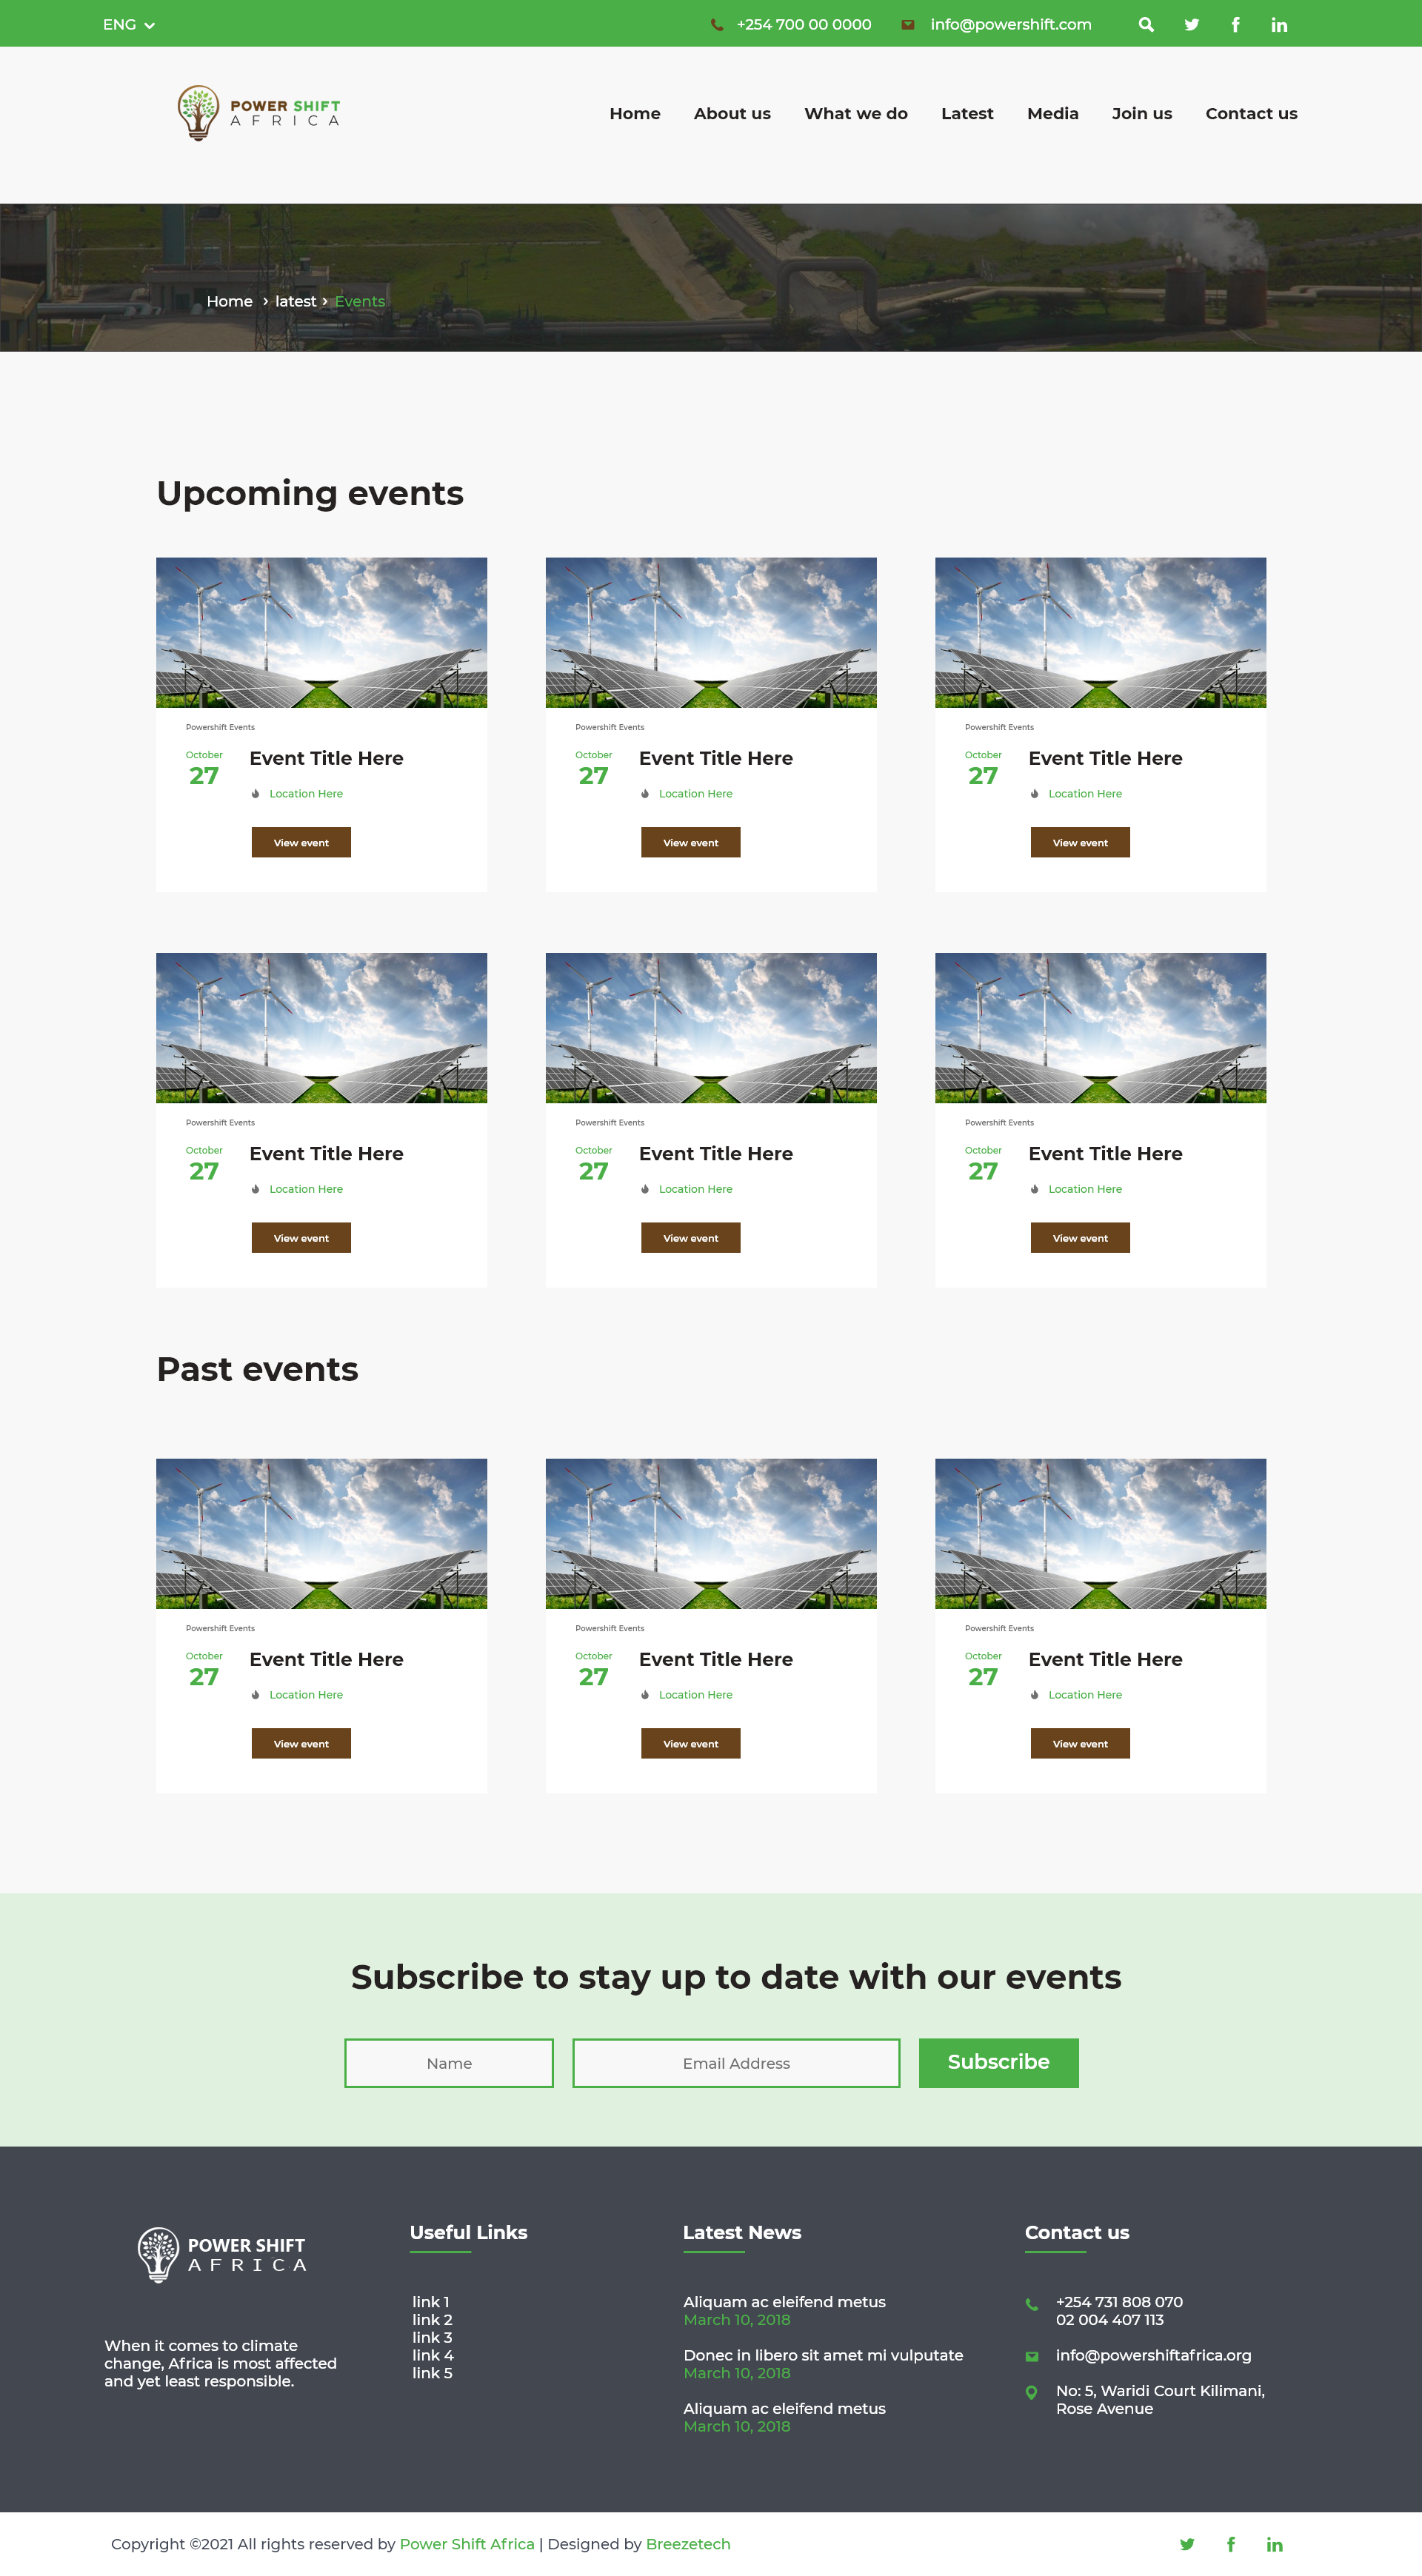 ENG
+254 700 00 0000
info@powershift.com
POWER SHIFT
AFRICA
Home About us What we do Latest Media Join us Contact us
Home › latest › Events
Upcoming events
Powershift Events
October
27
Event Title Here
Location Here
View event
Powershift Events
October
27
Event Title Here
Location Here
View event
Powershift Events
October
27
Event Title Here
Location Here
View event
Powershift Events
October
27
Event Title Here
Location Here
View event
Powershift Events
October
27
Event Title Here
Location Here
View event
Powershift Events
October
27
Event Title Here
Location Here
View event
Past events
Powershift Events
October
27
Event Title Here
Location Here
View event
Powershift Events
October
27
Event Title Here
Location Here
View event
Powershift Events
October
27
Event Title Here
Location Here
View event
Subscribe to stay up to date with our events
Name
Email Address
Subscribe
POWER SHIFT
AFRICA
When it comes to climate
change, Africa is most affected
and yet least responsible.
Useful Links
link 1
link 2
link 3
link 4
link 5
Latest News
Aliquam ac eleifend metus
March 10, 2018
Donec in libero sit amet mi vulputate
March 10, 2018
Aliquam ac eleifend metus
March 10, 2018
Contact us
+254 731 808 070
02 004 407 113
info@powershiftafrica.org
No: 5, Waridi Court Kilimani,
Rose Avenue
Copyright ©2021 All rights reserved by Power Shift Africa | Designed by Breezetech